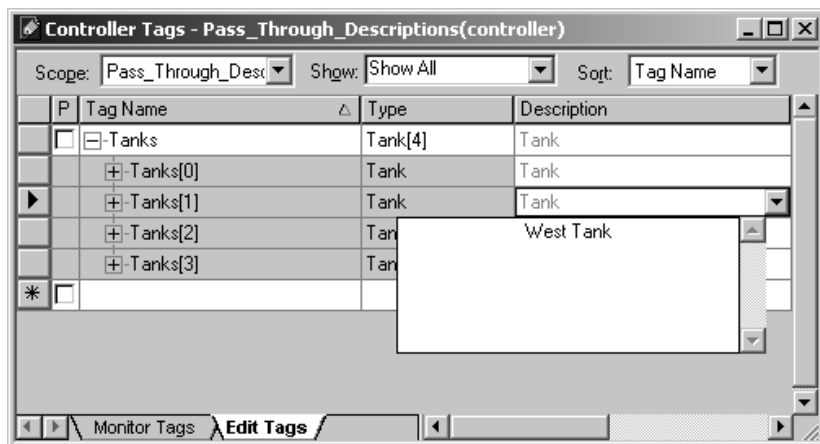 Controller Tags - Pass_Through_Descriptions(controller)
Scope: Pass_Through_Desc Show: Show All Sort: Tag Name
P Tag Name Type Description
Tanks Tank[4] Tank
Tanks[0] Tank Tank
Tanks[1] Tank Tank
Tanks[2] Tan West Tank
Tanks[3] Tan
Monitor Tags Edit Tags